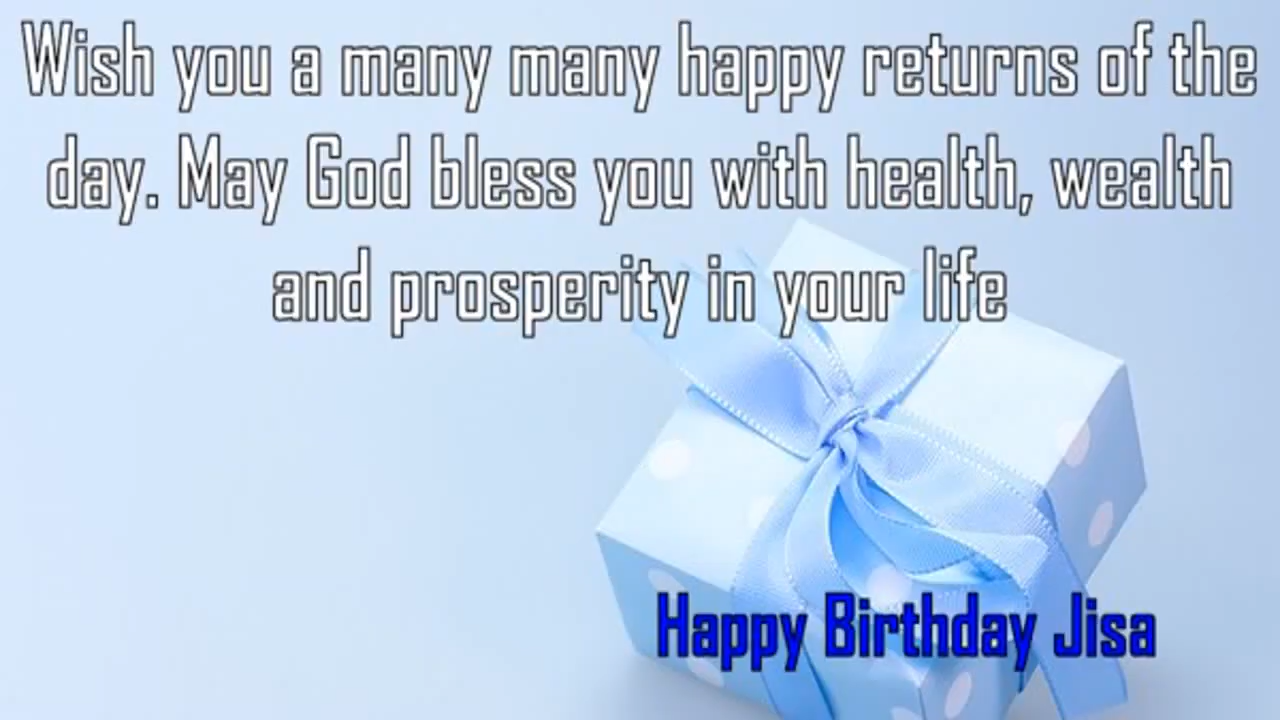 Wish you a many many happy returns of the
day. May God bless you with health, wealth
and prosperity in your life
Happy Birthday Jisa